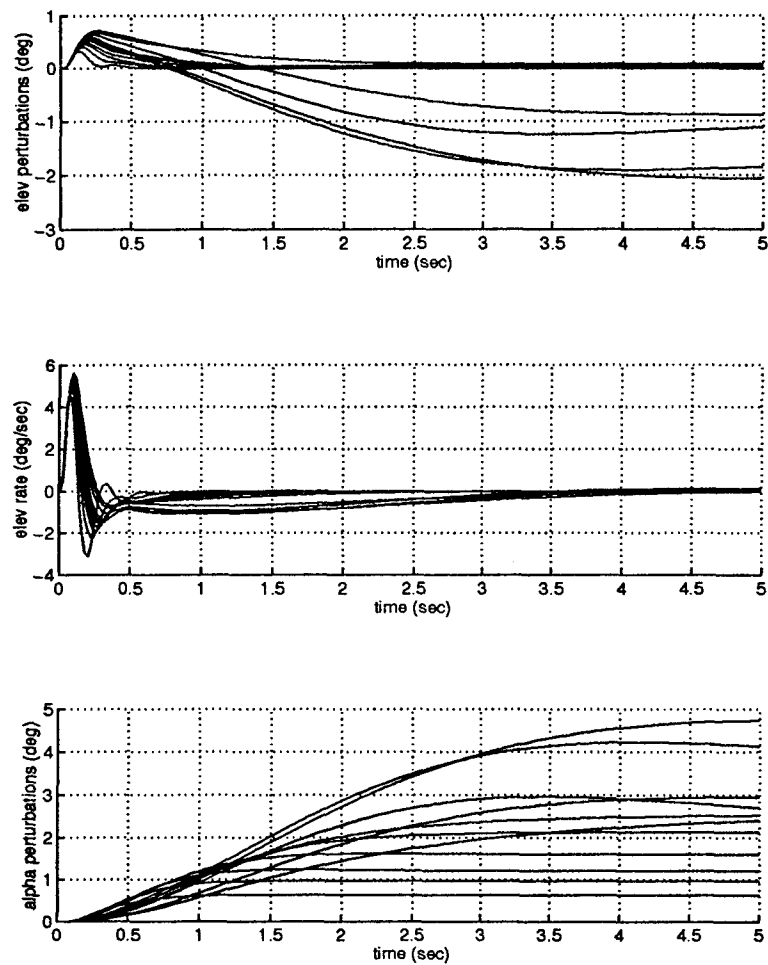 elev perturbations (deg)
1
0
−1
−2
−3
0 0.5 1 1.5 2 2.5 3 3.5 4 4.5 5
time (sec)
elev rate (deg/sec)
6
4
2
0
−2
−4
0 0.5 1 1.5 2 2.5 3 3.5 4 4.5 5
time (sec)
alpha perturbations (deg)
5
4
3
2
1
0
0 0.5 1 1.5 2 2.5 3 3.5 4 4.5 5
time (sec)